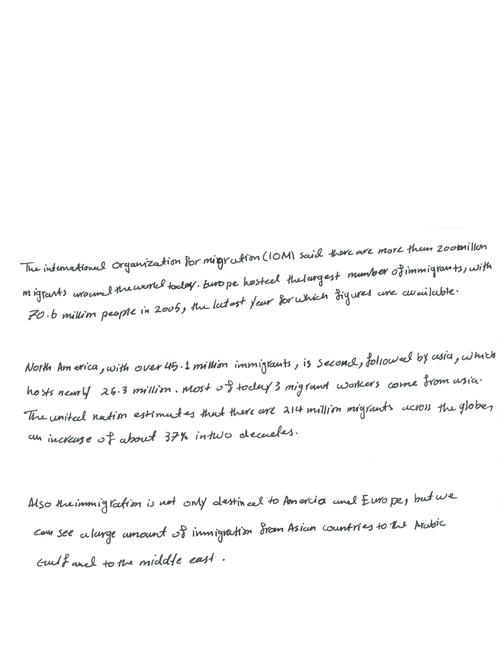 The international organization for migration (IOM) said there are more them 200 million
migrants around the world today. Europe hosted the largest number of immigrants, with
70.6 million people in 2005, the latest year for which figures are available.
North America, with over 45.1 million immigrants, is second, followed by asia, which
hosts nearly 25.3 million. Most of today's migrant workers come from asia.
The united nation estimates that there are 214 million migrants across the globe,
an increase of about 37% in two decades.
Also the immigration is not only destined to Amercia and Europe, but we
can see a large amount of immigration from Asian countries to the Arabic
Gulf and to the middle east.